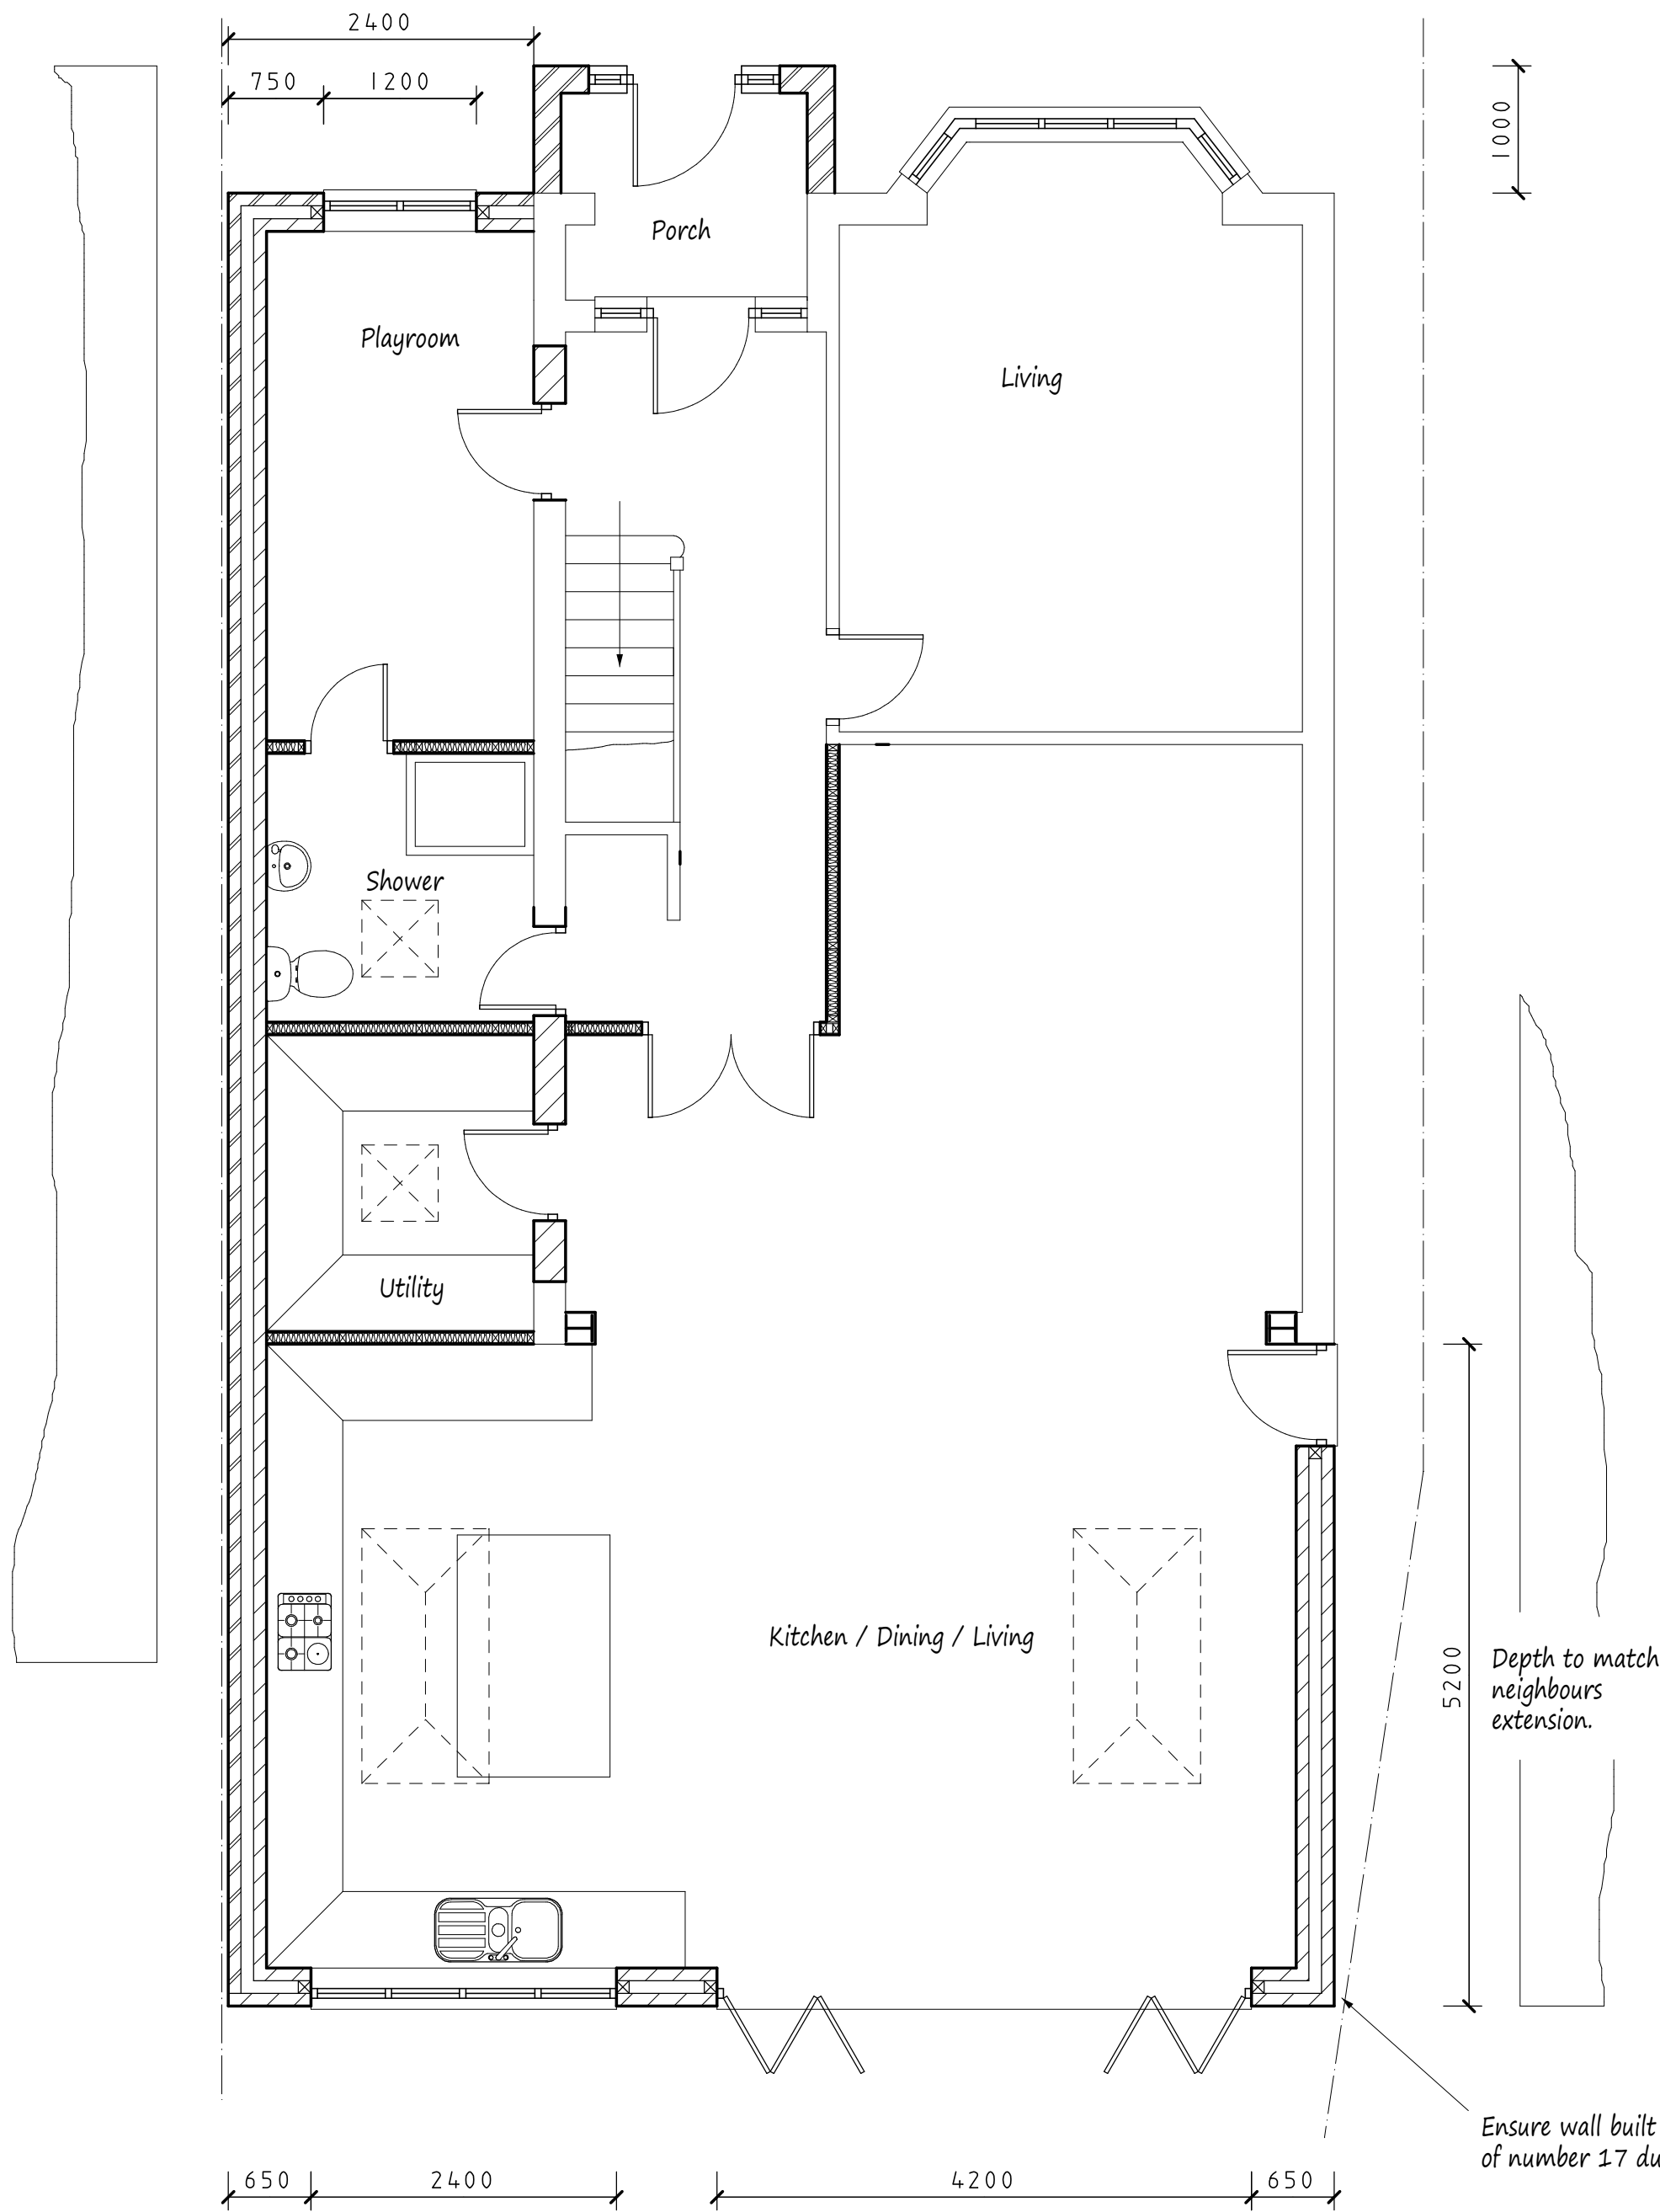 2400
750
1200
1000
Porch
Playroom
Living
Shower
Utility
Kitchen / Dining / Living
5200
Depth to match
neighbours
extension.
Ensure wall built
of number 17 du
650
2400
4200
650